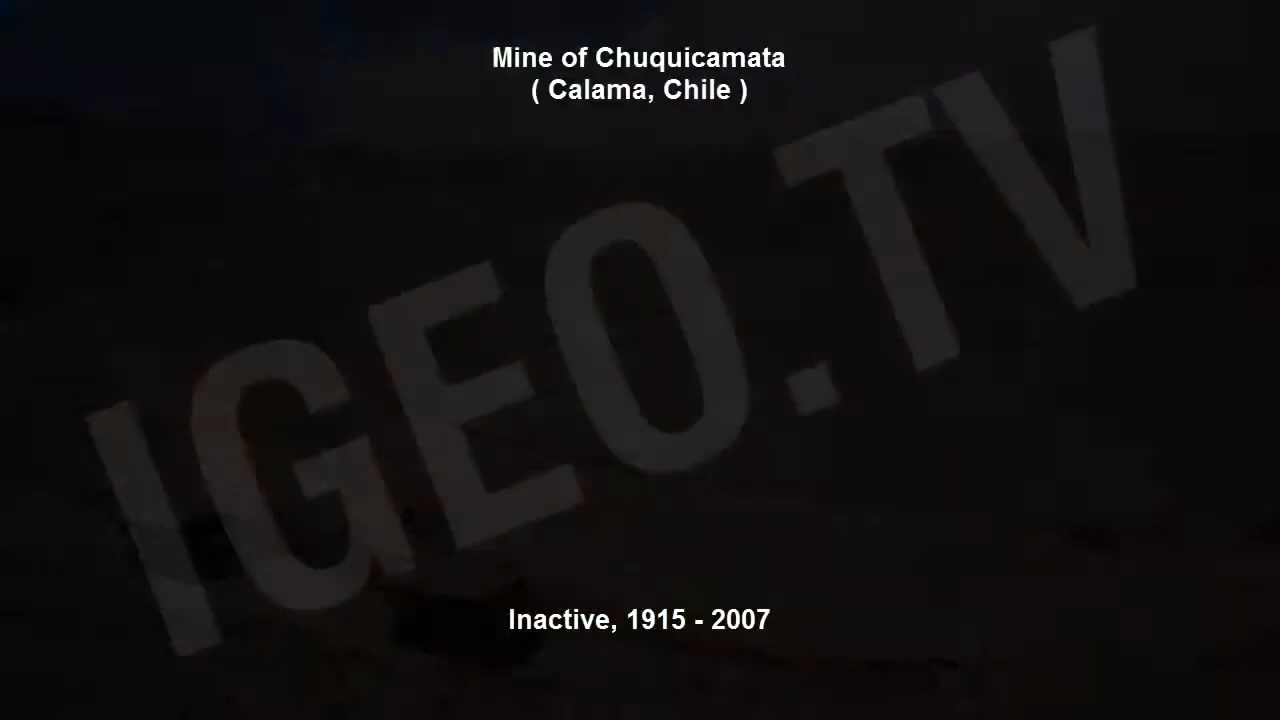 Mine of Chuquicamata
( Calama, Chile )
IGEO.TV
Inactive, 1915 - 2007